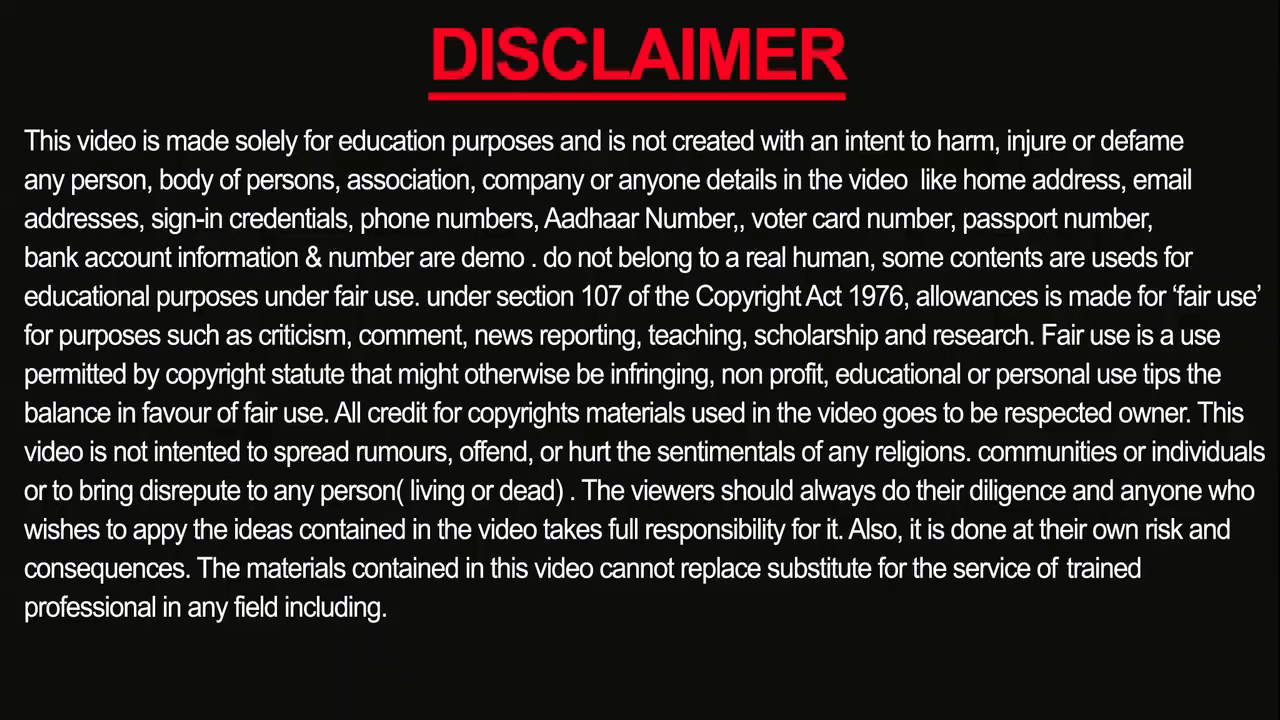 DISCLAIMER
This video is made solely for education purposes and is not created with an intent to harm, injure or defame
any person, body of persons, association, company or anyone details in the video like home address, email
addresses, sign-in credentials, phone numbers, Aadhaar Number,, voter card number, passport number,
bank account information & number are demo . do not belong to a real human, some contents are useds for
educational purposes under fair use. under section 107 of the Copyright Act 1976, allowances is made for ‘fair use’
for purposes such as criticism, comment, news reporting, teaching, scholarship and research. Fair use is a use
permitted by copyright statute that might otherwise be infringing, non profit, educational or personal use tips the
balance in favour of fair use. All credit for copyrights materials used in the video goes to be respected owner. This
video is not intented to spread rumours, offend, or hurt the sentimentals of any religions. communities or individuals
or to bring disrepute to any person( living or dead) . The viewers should always do their diligence and anyone who
wishes to appy the ideas contained in the video takes full responsibility for it. Also, it is done at their own risk and
consequences. The materials contained in this video cannot replace substitute for the service of trained
professional in any field including.